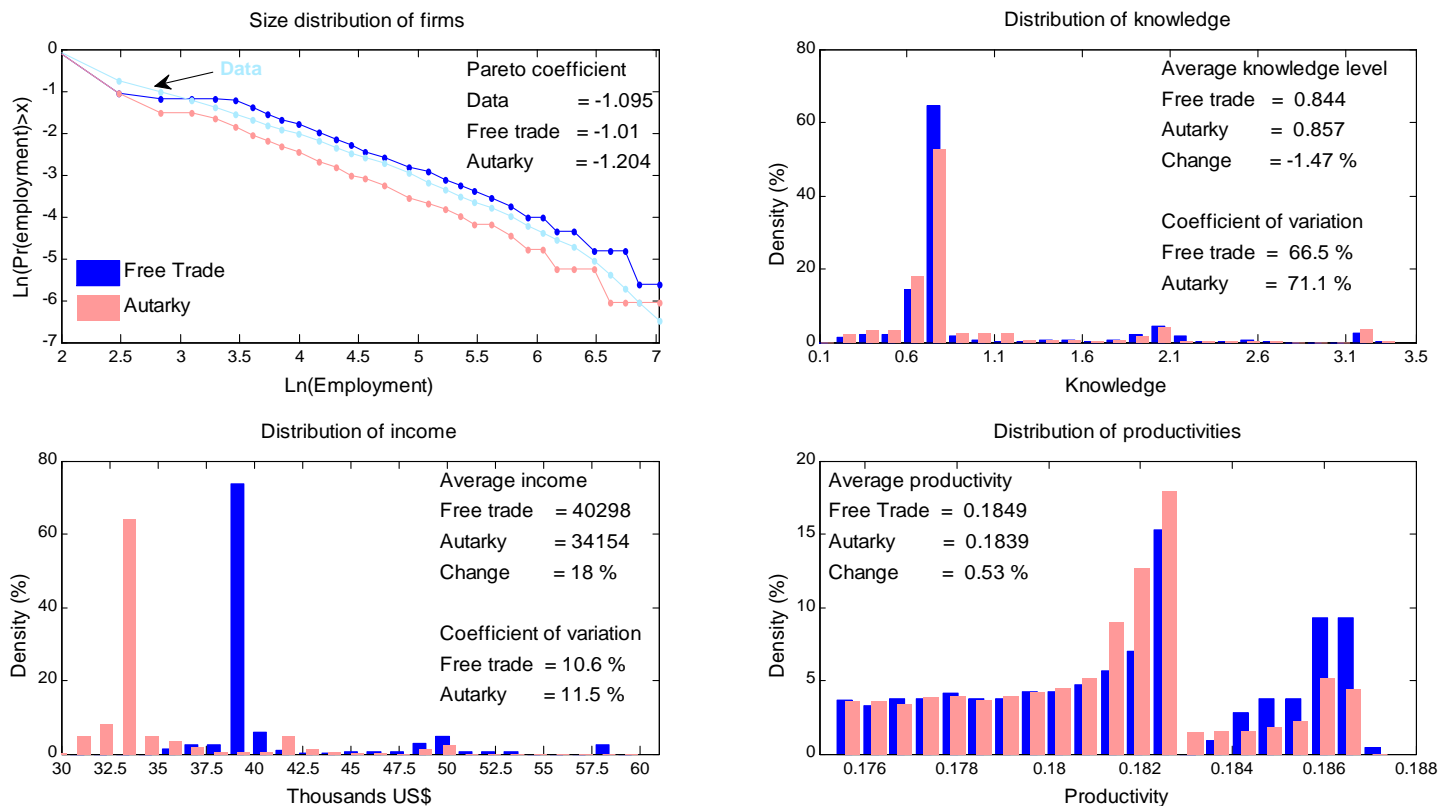 Size distribution of firms
0
-1
-2
-3
-4
-5
-6
-7
Ln(Pr(employment)>x)
Data
Pareto coefficient
Data = -1.095
Free trade = -1.01
Autarky = -1.204
Free Trade
Autarky
2 2.5 3 3.5 4 4.5 5 5.5 6 6.5 7
Ln(Employment)
Distribution of knowledge
80
60
40
20
0
Density (%)
Average knowledge level
Free trade = 0.844
Autarky = 0.857
Change = -1.47 %
Coefficient of variation
Free trade = 66.5 %
Autarky = 71.1 %
0.1 0.6 1.1 1.6 2.1 2.6 3.1 3.5
Knowledge
Distribution of income
80
60
40
20
0
Density (%)
Average income
Free trade = 40298
Autarky = 34154
Change = 18 %
Coefficient of variation
Free trade = 10.6 %
Autarky = 11.5 %
30 32.5 35 37.5 40 42.5 45 47.5 50 52.5 55 57.5 60
Thousands US$
Distribution of productivities
20
15
10
5
0
Density (%)
Average productivity
Free Trade = 0.1849
Autarky = 0.1839
Change = 0.53 %
0.176 0.178 0.18 0.182 0.184 0.186 0.188
Productivity